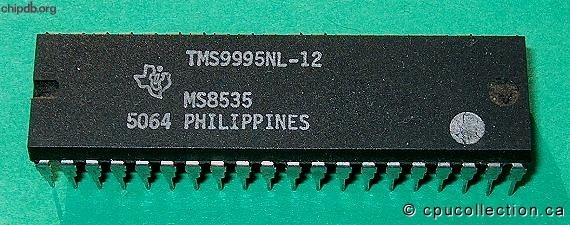 chipdb.org
TMS9995NL-12
MS8535
5064 PHILIPPINES
© cpucollection.ca